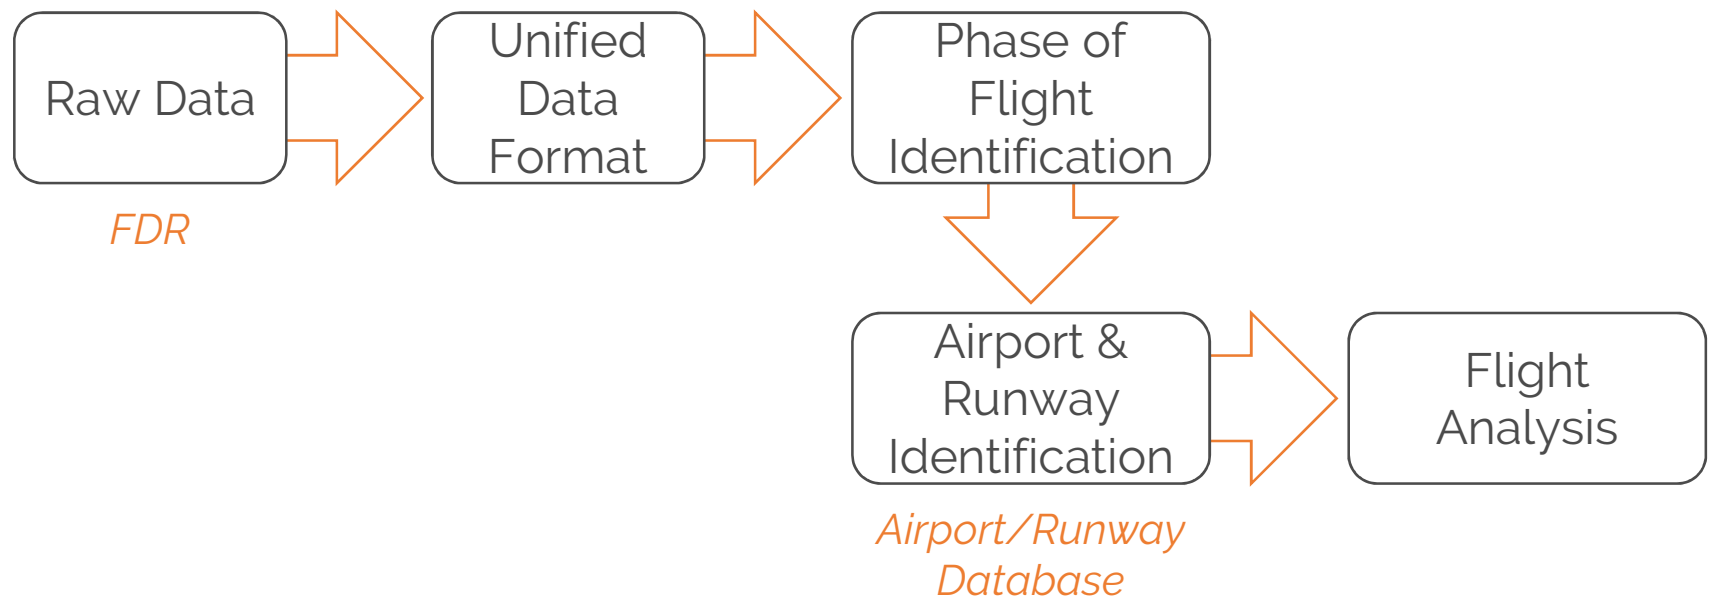 Raw Data
FDR
Unified
Data
Format
Phase of
Flight
Identification
Airport &
Runway
Identification
Airport/Runway
Database
Flight
Analysis